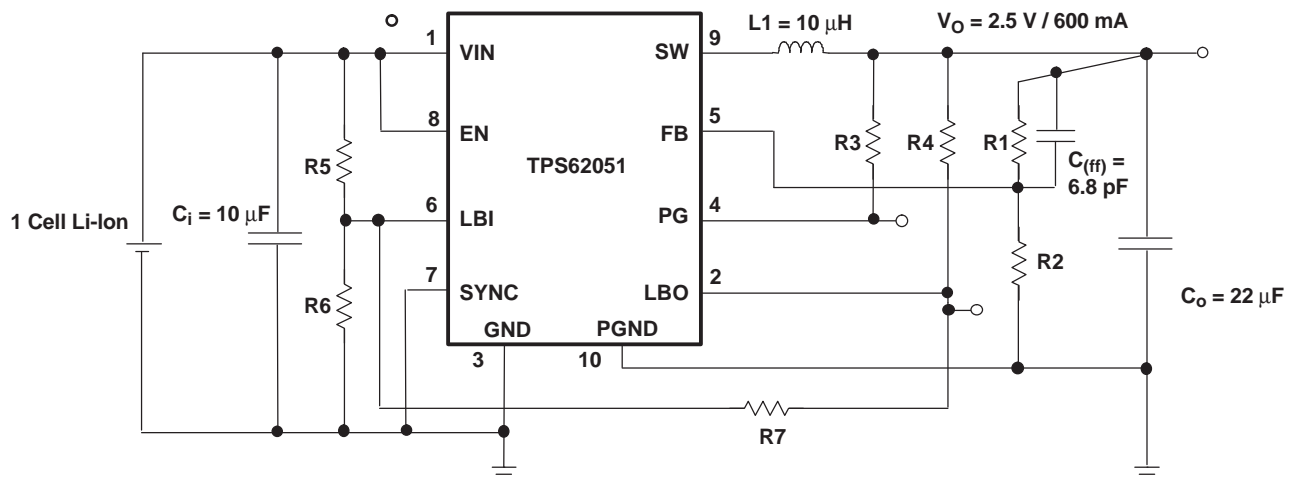 L1 = 10 µH
V_O = 2.5 V / 600 mA
1
VIN
SW
9
8
EN
FB
5
R5
TPS62051
R3
R4
R1
C_(ff) =
6.8 pF
1 Cell Li-Ion
C_i = 10 µF
6
LBI
PG
4
R6
7
SYNC
LBO
2
R2
C_o = 22 µF
GND
PGND
3
10
R7